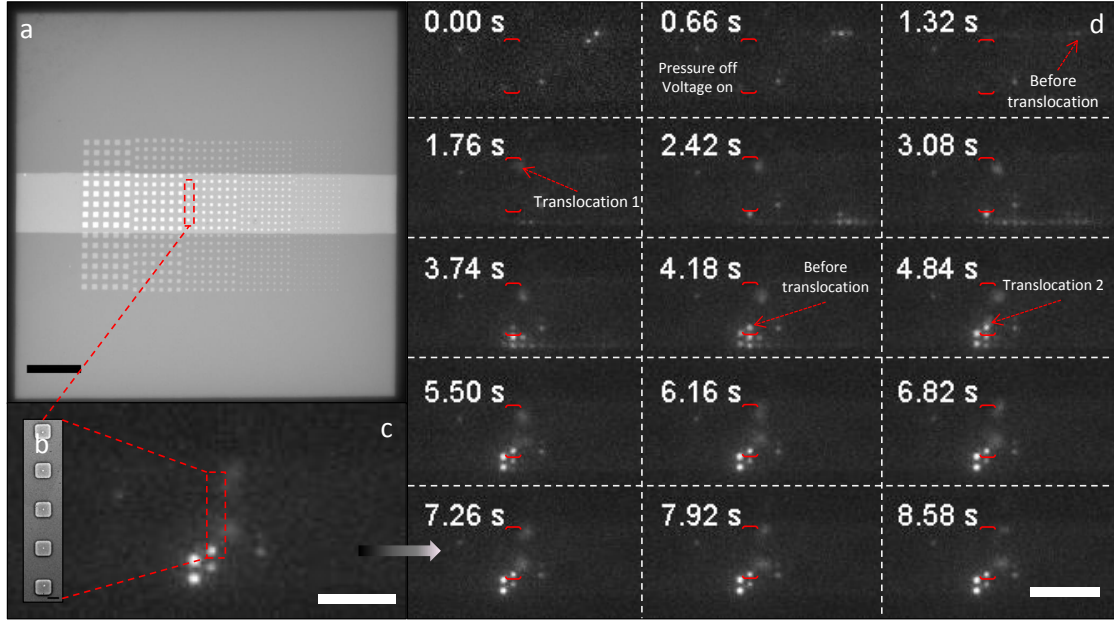 a
b
c
d
0.00 s
0.66 s
Pressure off
Voltage on
1.32 s
Before
translocation
1.76 s
Translocation 1
2.42 s
3.08 s
3.74 s
4.18 s
Before
translocation
4.84 s
Translocation 2
5.50 s
6.16 s
6.82 s
7.26 s
7.92 s
8.58 s